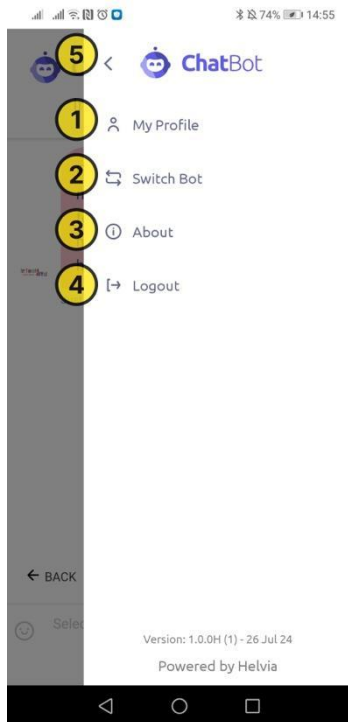 74% 14:55
5
ChatBot
1 My Profile
2 Switch Bot
3 About
4 Logout
BACK
Selec
Version: 1.0.0H (1) - 26 Jul 24
Powered by Helvia